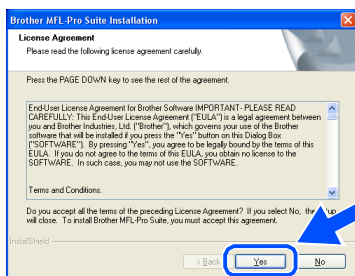 Brother MFL-Pro Suite Installation
License Agreement
Please read the following license agreement carefully.
Press the PAGE DOWN key to see the rest of the agreement.
End-User License Agreement for Brother Software IMPORTANT- PLEASE READ
CAREFULLY: This End-User License Agreement ("EULA") is a legal agreement between
you and Brother Industries, Ltd. ("Brother"), which governs your use of the Brother
software that will be installed if you press the "Yes" button on this Dialog Box
("SOFTWARE"). By pressing "Yes", you agree to be legally bound by the terms of this
EULA. If you do not agree to the terms of this EULA, you obtain no license to the
SOFTWARE. In such case, you may not use the SOFTWARE.
Terms and Conditions.
Do you accept all the terms of the preceding License Agreement? If you select No, the up
will close. To install Brother MFL-Pro Suite, you must accept this agreement.
InstallShield
< Back
Yes
No